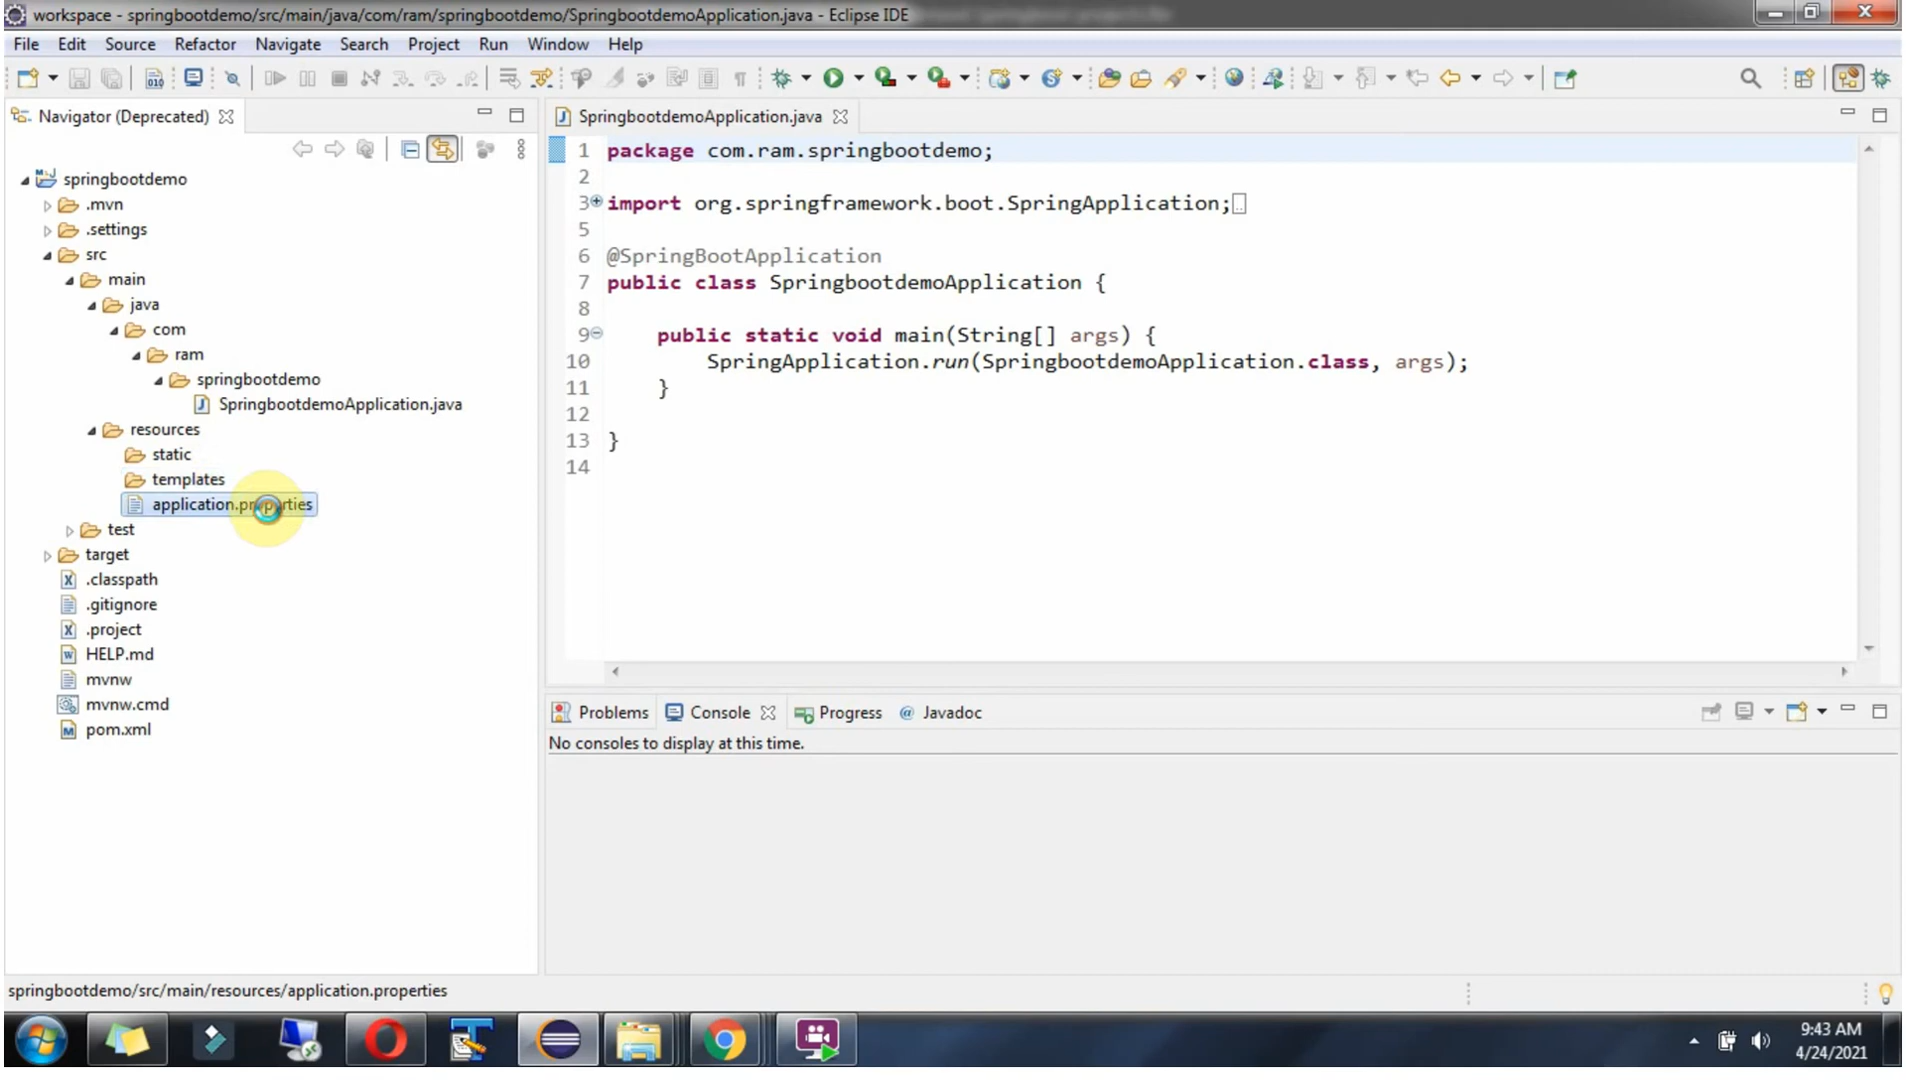 workspace - springbootdemo/src/main/java/com/ram/springbootdemo/SpringbootdemoApplication.java - Eclipse IDE
File Edit Source Refactor Navigate Search Project Run Window Help
Navigator (Deprecated)
springbootdemo
.mvn
.settings
src
main
java
com
ram
springbootdemo
SpringbootdemoApplication.java
resources
static
templates
application.properties
test
target
.classpath
.gitignore
.project
HELP.md
mvnw
mvnw.cmd
pom.xml
SpringbootdemoApplication.java
1 package com.ram.springbootdemo;
2
3 import org.springframework.boot.SpringApplication;
5
6 @SpringBootApplication
7 public class SpringbootdemoApplication {
8
9 public static void main(String[] args) {
10 SpringApplication.run(SpringbootdemoApplication.class, args);
11 }
12
13 }
14
Problems Console Progress @ Javadoc
No consoles to display at this time.
springbootdemo/src/main/resources/application.properties
9:43 AM
4/24/2021